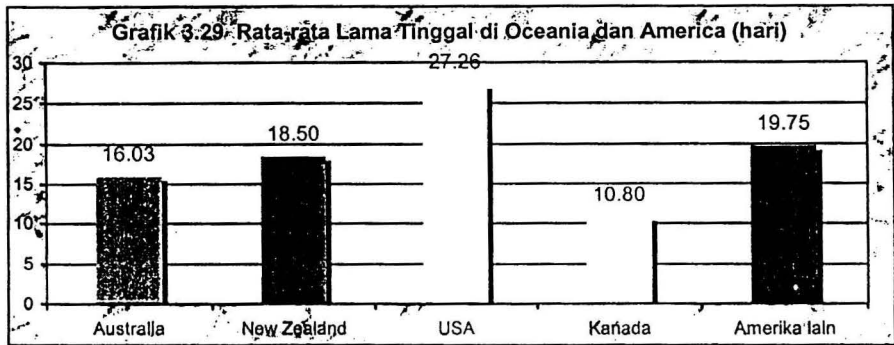 Grafik 3.29 Rata-rata Lama Tinggal di Oceania dan America (hari)
30
25
20
15
10
5
0
16.03
18.50
27.26
10.80
19.75
Australia
New Zealand
USA
Kanada
Amerika lain